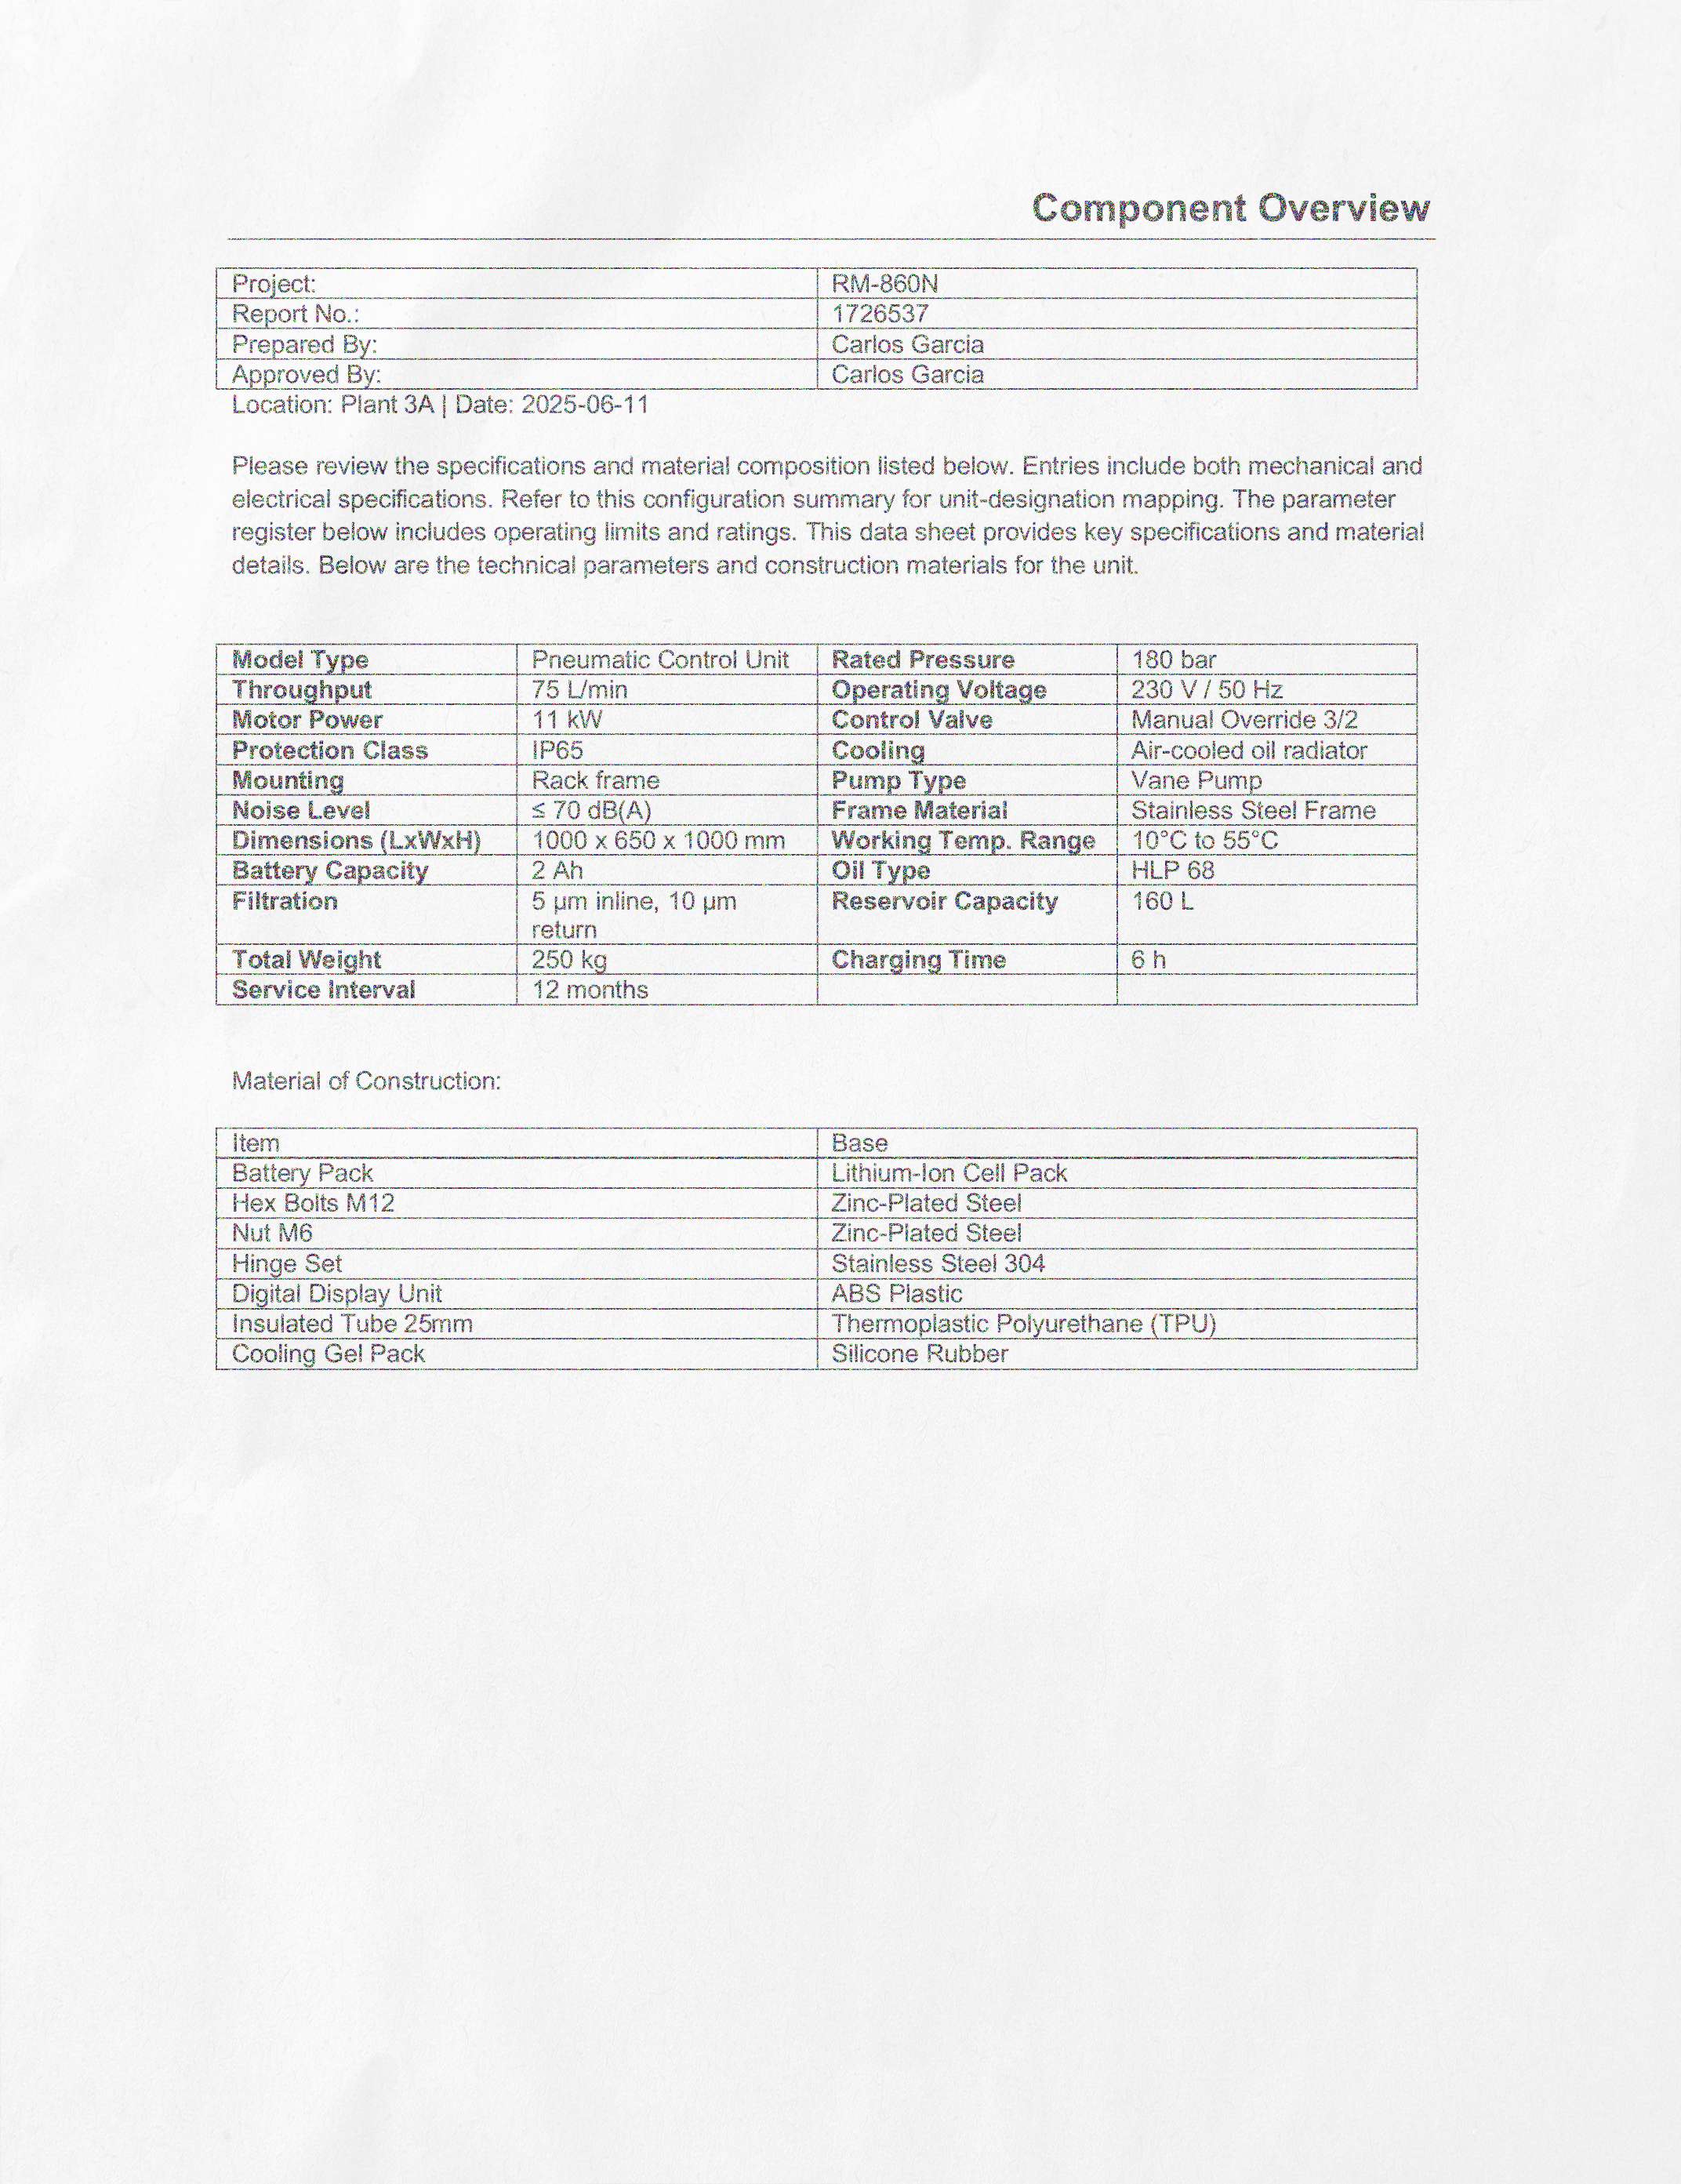 Component Overview
Project: RM-860N
Report No.: 1726537
Prepared By: Carlos Garcia
Approved By: Carlos Garcia
Location: Plant 3A | Date: 2025-06-11
Please review the specifications and material composition listed below. Entries include both mechanical and
electrical specifications. Refer to this configuration summary for unit-designation mapping. The parameter
register below includes operating limits and ratings. This data sheet provides key specifications and material
details. Below are the technical parameters and construction materials for the unit.
Model Type Pneumatic Control Unit Rated Pressure 180 bar
Throughput 75 L/min Operating Voltage 230 V / 50 Hz
Motor Power 11 kW Control Valve Manual Override 3/2
Protection Class IP65 Cooling Air-cooled oil radiator
Mounting Rack frame Pump Type Vane Pump
Noise Level ≤ 70 dB(A) Frame Material Stainless Steel Frame
Dimensions (LxWxH) 1000 x 650 x 1000 mm Working Temp. Range 10°C to 55°C
Battery Capacity 2 Ah Oil Type HLP 68
Filtration 5 µm inline, 10 µm Reservoir Capacity 160 L
return
Total Weight 250 kg Charging Time 6 h
Service Interval 12 months
Material of Construction:
Item Base
Battery Pack Lithium-Ion Cell Pack
Hex Bolts M12 Zinc-Plated Steel
Nut M6 Zinc-Plated Steel
Hinge Set Stainless Steel 304
Digital Display Unit ABS Plastic
Insulated Tube 25mm Thermoplastic Polyurethane (TPU)
Cooling Gel Pack Silicone Rubber